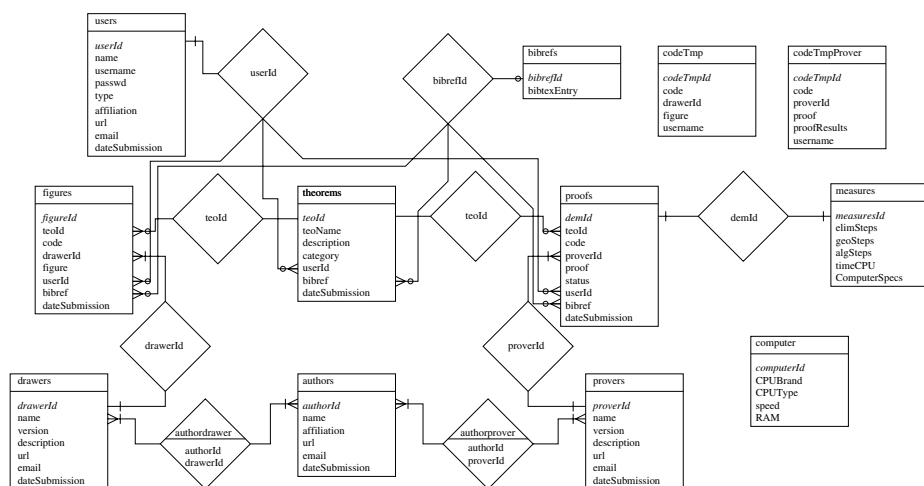 users
userId
name
username
passwd
type
affiliation
url
email
dateSubmission
userId
bibrefId
bibrefs
bibrefId
bibtexEntry
codeTmp
codeTmpId
code
drawerId
figure
username
codeTmpProver
codeTmpId
code
proverId
proof
proofResults
username
figures
figureId
teoId
code
drawerId
figure
userId
bibref
dateSubmission
teoId
theorems
teoId
teoName
description
category
userId
bibref
dateSubmission
teoId
proofs
demId
teoId
code
proverId
proof
status
userId
bibref
dateSubmission
demId
measures
measuresId
elimSteps
geoSteps
algSteps
timeCPU
ComputerSpecs
drawerId
proverId
computer
computerId
CPUBrand
CPUType
speed
RAM
drawers
drawerId
name
version
description
url
email
dateSubmission
authordrawer
authorId
drawerId
authors
authorId
name
affiliation
url
email
dateSubmission
authorprover
authorId
proverId
provers
proverId
name
version
description
url
email
dateSubmission